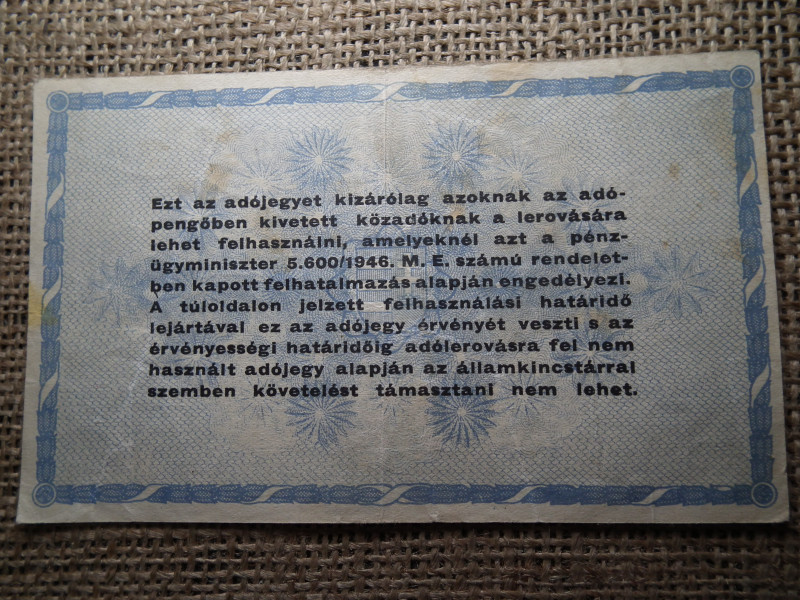 Ezt az adójegyet kizárólag azoknak az adó-
pengőben kivetett közadóknak a lerovására
lehet felhasználni, amelyeknél azt a pénz-
ügyminiszter 5.600/1946. M. E. számú rendelet-
ben kapott felhatalmazás alapján engedélyezi.
A túloldalon jelzett felhasználási határidő
lejártával ez az adójegy érvényét veszti s az
érvényességi határidőig adólerovásra fel nem
használt adójegy alapján az államkincstárral
szemben követelést támasztani nem lehet.